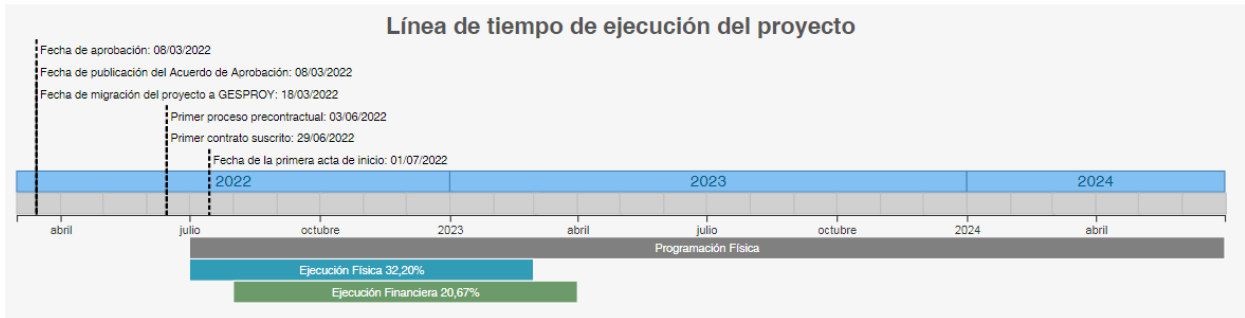 Línea de tiempo de ejecución del proyecto
Fecha de aprobación: 08/03/2022
Fecha de publicación del Acuerdo de Aprobación: 08/03/2022
Fecha de migración del proyecto a GESPROY: 18/03/2022
Primer proceso precontractual: 03/06/2022
Primer contrato suscrito: 29/06/2022
Fecha de la primera acta de inicio: 01/07/2022
2022 2023 2024
abril julio octubre 2023 abril julio octubre 2024 abril
Programación Física
Ejecución Física 32,20%
Ejecución Financiera 20,67%